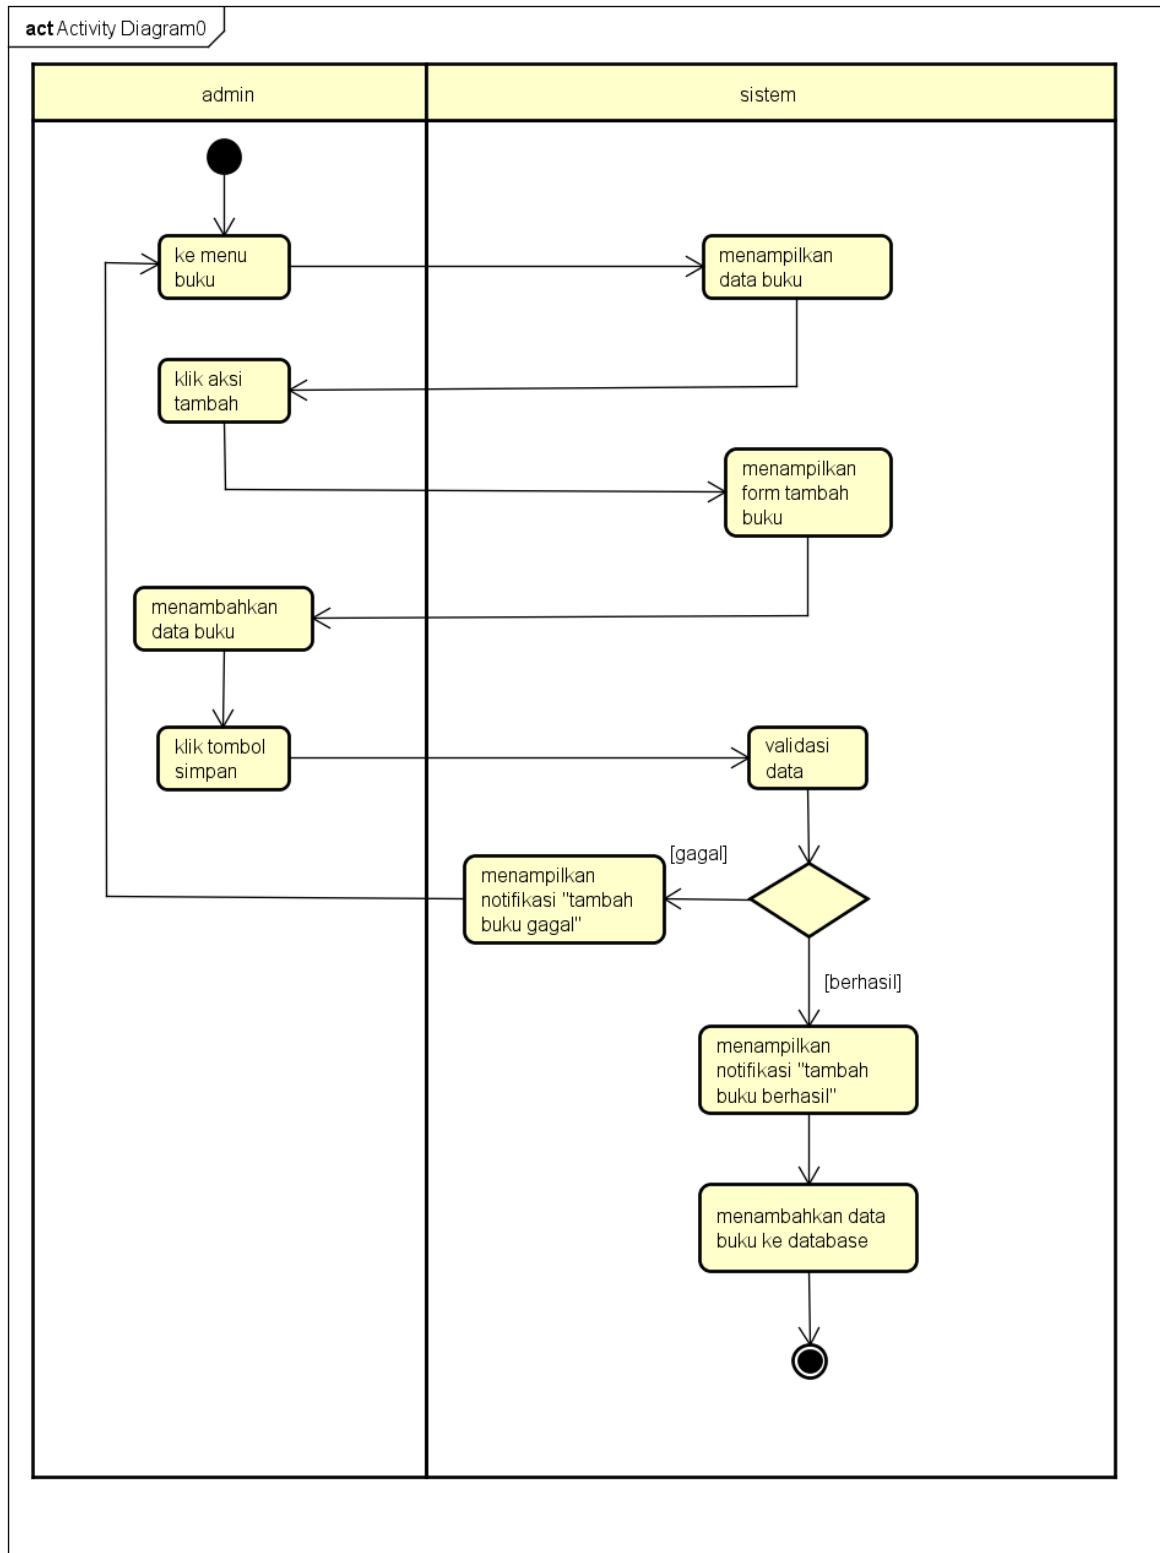 act Activity Diagram0
admin
sistem
ke menu
buku
menampilkan
data buku
klik aksi
tambah
menampilkan
form tambah
buku
menambahkan
data buku
klik tombol
simpan
validasi
data
[gagal]
menampilkan
notifikasi "tambah
buku gagal"
[berhasil]
menampilkan
notifikasi "tambah
buku berhasil"
menambahkan data
buku ke database